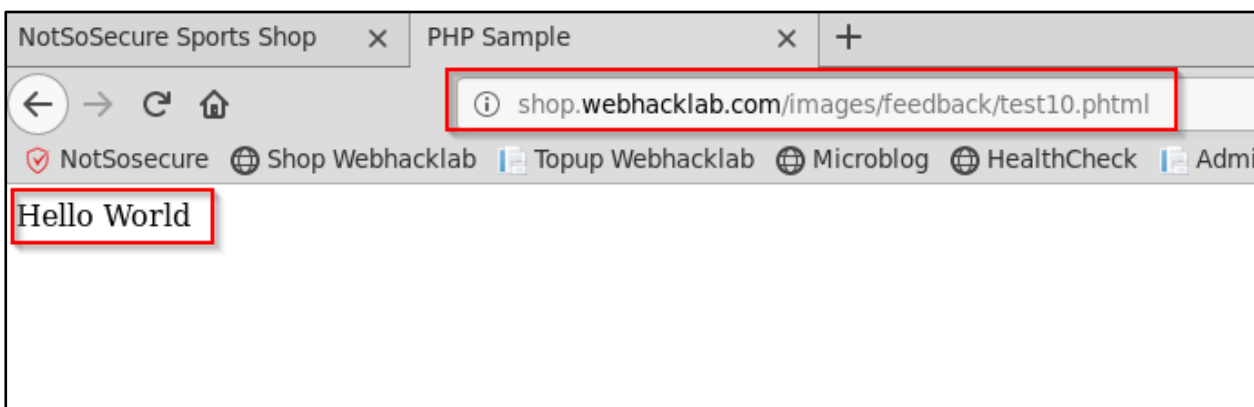 NotSoSecure Sports Shop PHP Sample
shop.webhacklab.com/images/feedback/test10.phtml
NotSosecure Shop Webhacklab Topup Webhacklab Microblog HealthCheck Admi
Hello World